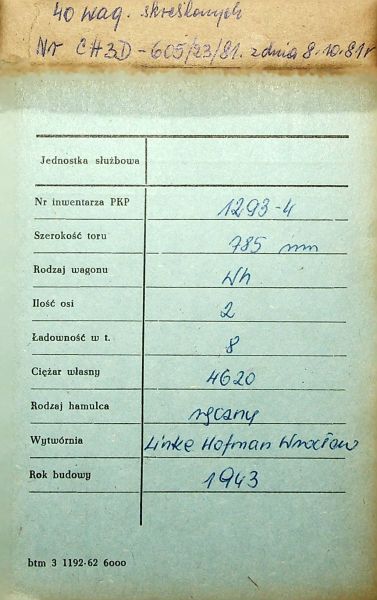 40 wag. skreślonych
Nr CH3D-605/23/81. z dnia 8.10.81r
Jednostka służbowa
Nr inwentarza PKP 1293-4
Szerokość toru 785 mm
Rodzaj wagonu Wh
Ilość osi 2
Ładowność w t. 8
Ciężar własny 4620
Rodzaj hamulca ręczny
Wytwórnia Linke Hofman Wrocław
Rok budowy 1943
btm 3 1192-62 6000